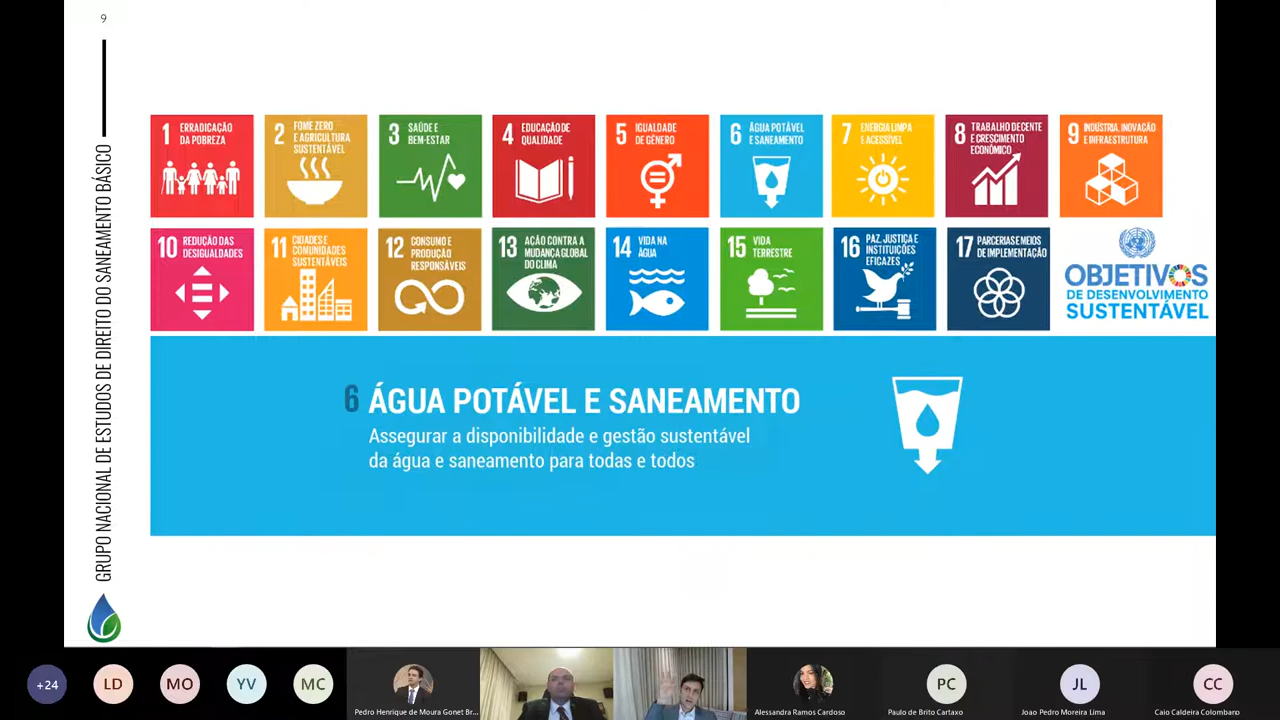 9
GRUPO NACIONAL DE ESTUDOS DE DIREITO DO SANEAMENTO BÁSICO
1 ERRADICAÇÃO
DA POBREZA
2 FOME ZERO
E AGRICULTURA
SUSTENTÁVEL
3 SAÚDE E
BEM-ESTAR
4 EDUCAÇÃO DE
QUALIDADE
5 IGUALDADE
DE GÊNERO
6 ÁGUA POTÁVEL
E SANEAMENTO
7 ENERGIA LIMPA
E ACESSÍVEL
8 TRABALHO DECENTE
E CRESCIMENTO
ECONÔMICO
9 INDÚSTRIA, INOVAÇÃO
E INFRAESTRUTURA
10 REDUÇÃO DAS
DESIGUALDADES
11 CIDADES E
COMUNIDADES
SUSTENTÁVEIS
12 CONSUMO E
PRODUÇÃO
RESPONSÁVEIS
13 AÇÃO CONTRA A
MUDANÇA GLOBAL
DO CLIMA
14 VIDA NA
ÁGUA
15 VIDA
TERRESTRE
16 PAZ, JUSTIÇA E
INSTITUIÇÕES
EFICAZES
17 PARCERIAS E MEIOS
DE IMPLEMENTAÇÃO
OBJETIVOS
DE DESENVOLVIMENTO
SUSTENTÁVEL
6 ÁGUA POTÁVEL E SANEAMENTO
Assegurar a disponibilidade e gestão sustentável
da água e saneamento para todas e todos
+24
LD
MO
YV
MC
Pedro Henrique de Moura Gonet Br...
Alessandra Ramos Cardoso
PC
Paulo de Brito Cartaxo
JL
Joao Pedro Moreira Lima
CC
Caio Caldeira Colombano